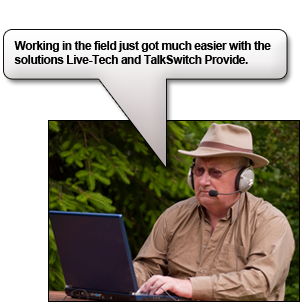 Working in the field just got much easier with the
solutions Live-Tech and TalkSwitch Provide.